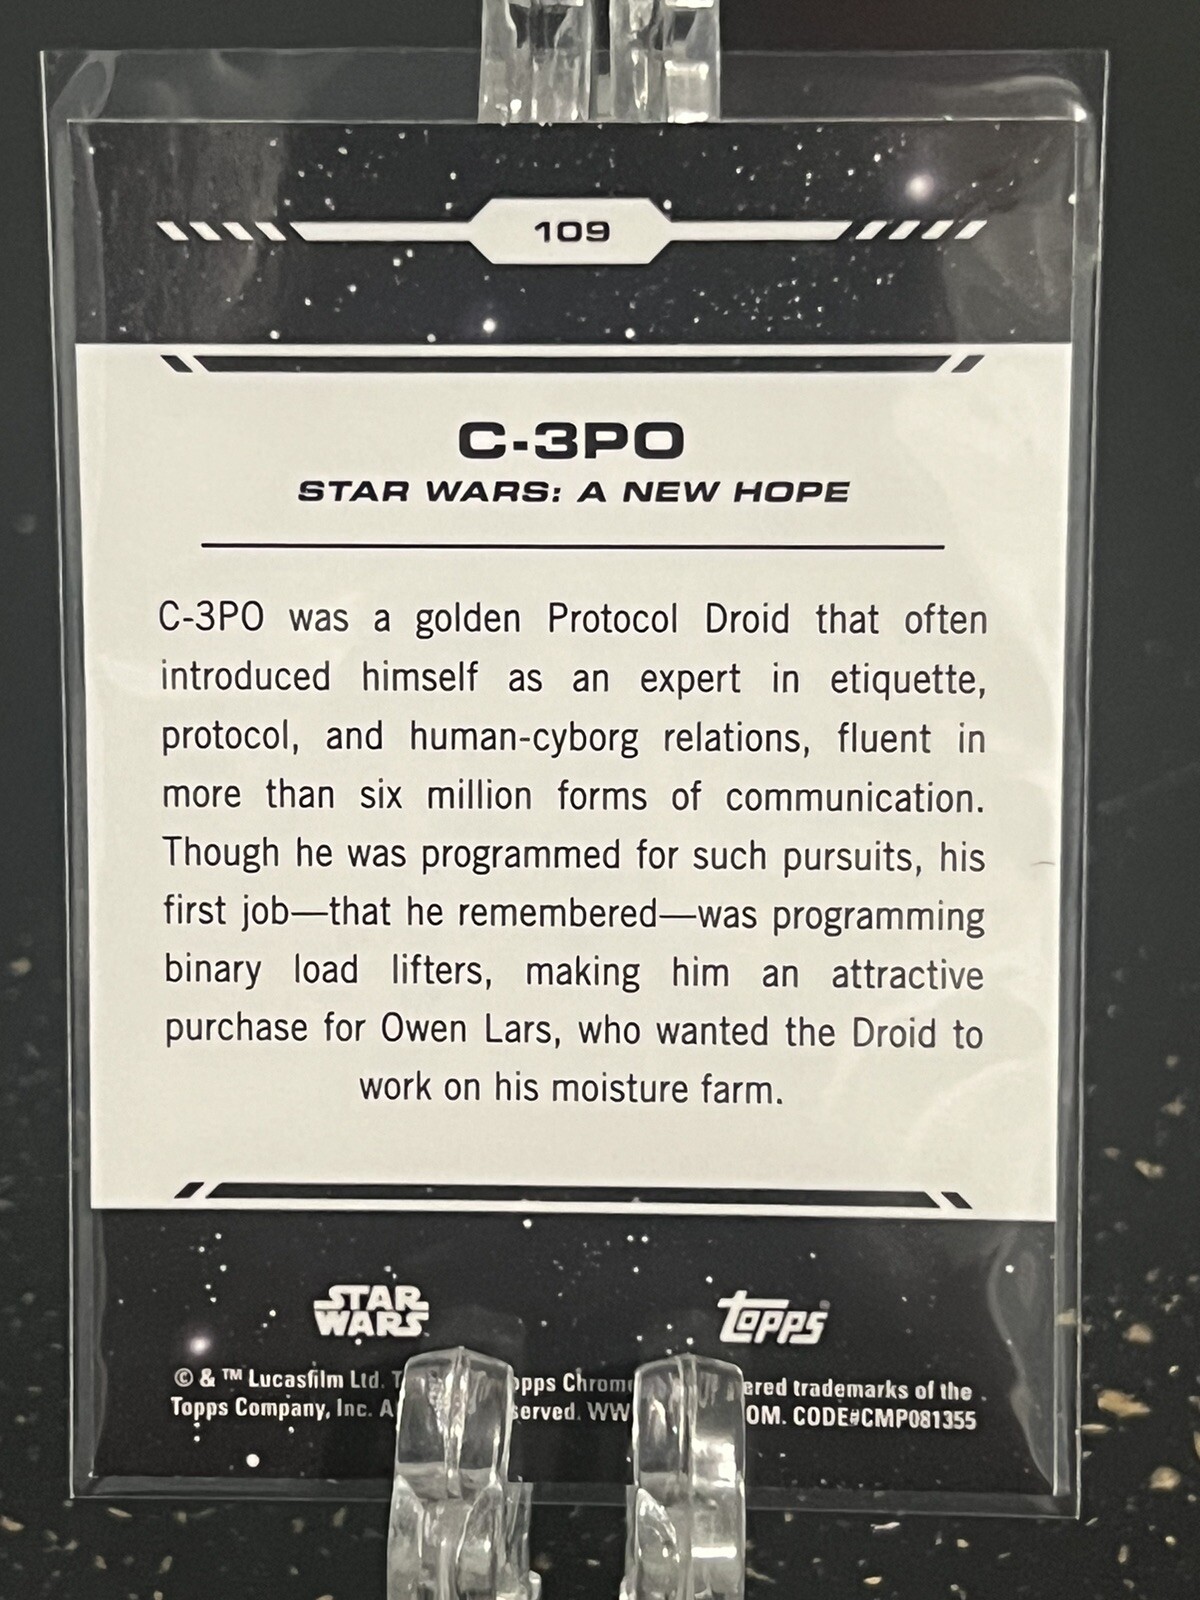 109
C-3PO
STAR WARS: A NEW HOPE
C-3PO was a golden Protocol Droid that often
introduced himself as an expert in etiquette,
protocol, and human-cyborg relations, fluent in
more than six million forms of communication.
Though he was programmed for such pursuits, his
first job—that he remembered—was programming
binary load lifters, making him an attractive
purchase for Owen Lars, who wanted the Droid to
work on his moisture farm.
STAR WARS
Topps
© & ™ Lucasfilm Ltd. trademarks of the
Topps Company, Inc. CODE#CMP081355